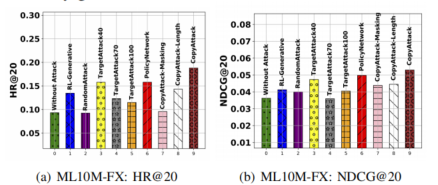 HR@20
0.30
0.25
0.20
0.15
0.10
0.05
Without Attack
RL-Generative
RandomAttack
TargetAttack40
TargetAttack70
TargetAttack100
PolicyNetwork
CopyAttack-Masking
CopyAttack-Length
CopyAttack
0 1 2 3 4 5 6 7 8 9
NDCG@20
0.08
0.07
0.06
0.05
0.04
0.03
0.02
0.01
Without Attack
RL-Generative
RandomAttack
TargetAttack40
TargetAttack70
TargetAttack100
PolicyNetwork
CopyAttack-Masking
CopyAttack-Length
CopyAttack
0 1 2 3 4 5 6 7 8 9
(a) ML10M-FX: HR@20
(b) ML10M-FX: NDCG@20